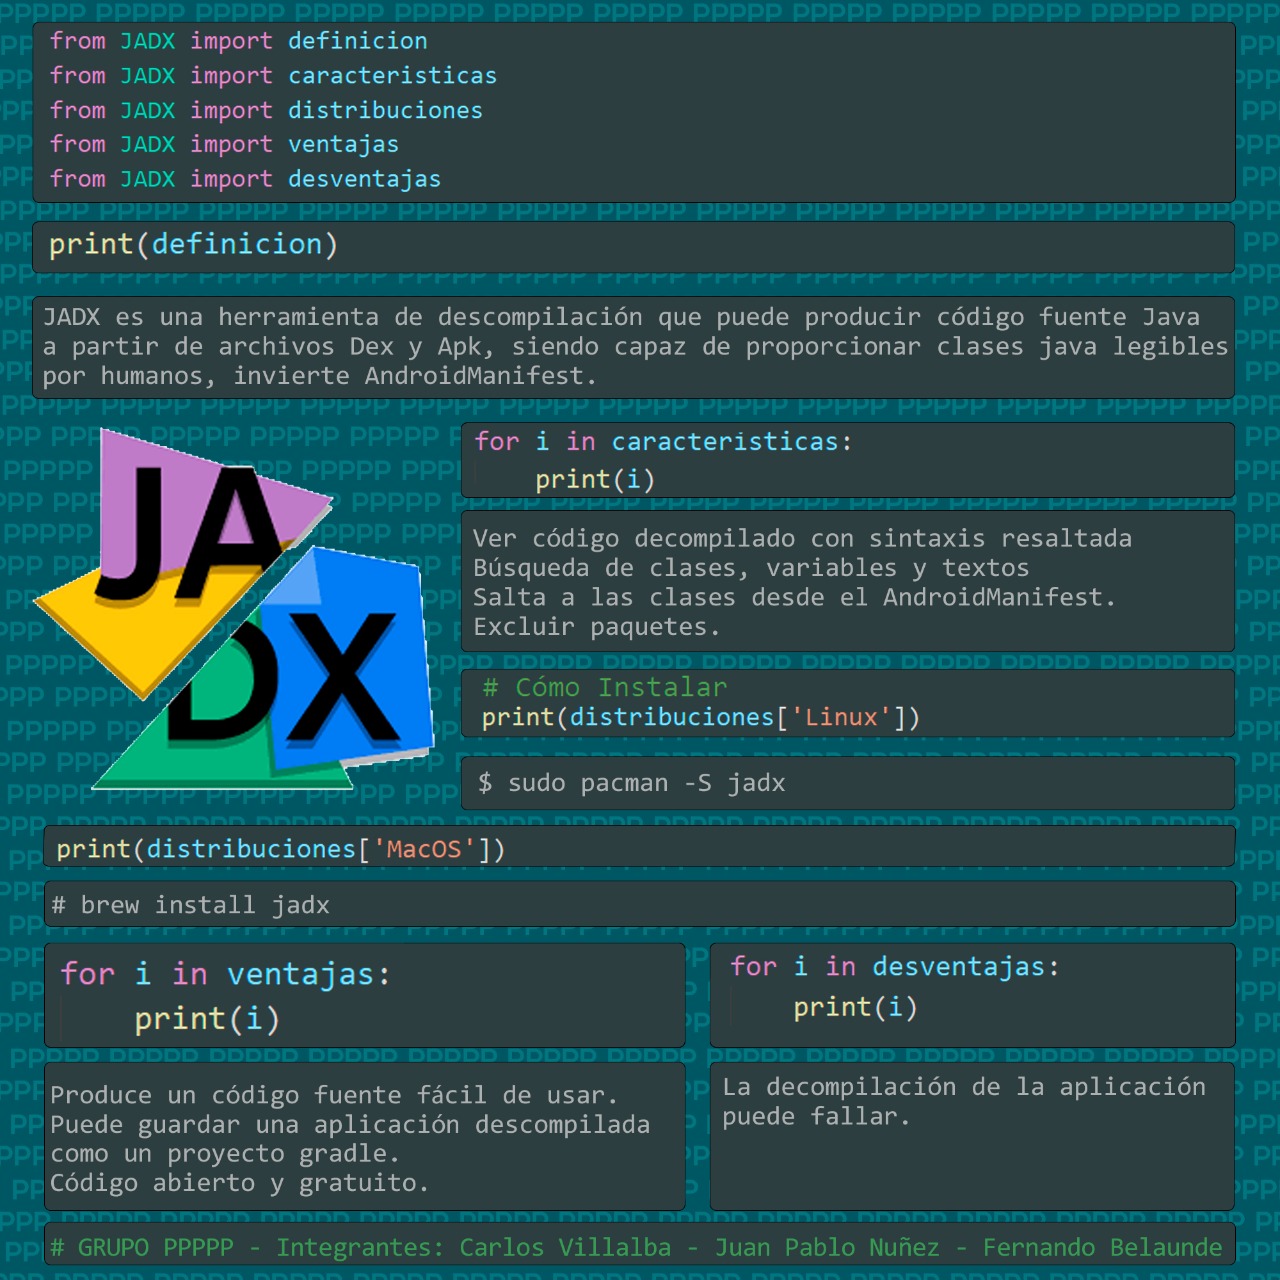 from JADX import definicion
from JADX import caracteristicas
from JADX import distribuciones
from JADX import ventajas
from JADX import desventajas
print(definicion)
JADX es una herramienta de descompilación que puede producir código fuente Java
a partir de archivos Dex y Apk, siendo capaz de proporcionar clases java legibles
por humanos, invierte AndroidManifest.
JA
DX
for i in caracteristicas:
    print(i)
Ver código decompilado con sintaxis resaltada
Búsqueda de clases, variables y textos
Salta a las clases desde el AndroidManifest.
Excluir paquetes.
# Cómo Instalar
print(distribuciones['Linux'])
$ sudo pacman -S jadx
print(distribuciones['MacOS'])
# brew install jadx
for i in ventajas:
    print(i)
Produce un código fuente fácil de usar.
Puede guardar una aplicación descompilada
como un proyecto gradle.
Código abierto y gratuito.
for i in desventajas:
    print(i)
La decompilación de la aplicación
puede fallar.
# GRUPO PPPPP - Integrantes: Carlos Villalba - Juan Pablo Nuñez - Fernando Belaunde